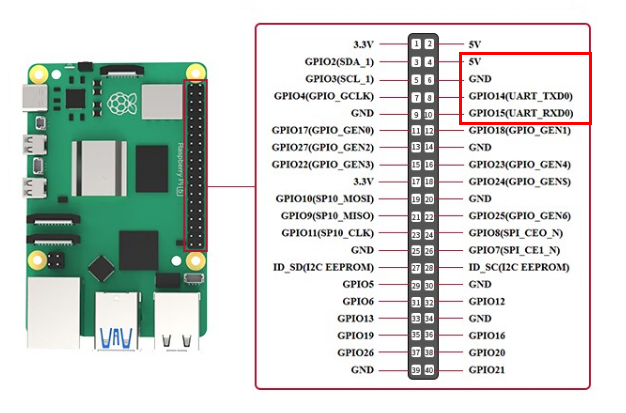 3.3V 1 2 5V
GPIO2(SDA_1) 3 4 5V
GPIO3(SCL_1) 5 6 GND
GPIO4(GPIO_GCLK) 7 8 GPIO14(UART_TXD0)
GND 9 10 GPIO15(UART_RXD0)
GPIO17(GPIO_GEN0) 11 12 GPIO18(GPIO_GEN1)
GPIO27(GPIO_GEN2) 13 14 GND
GPIO22(GPIO_GEN3) 15 16 GPIO23(GPIO_GEN4)
3.3V 17 18 GPIO24(GPIO_GEN5)
GPIO10(SP10_MOSI) 19 20 GND
GPIO9(SP10_MISO) 21 22 GPIO25(GPIO_GEN6)
GPIO11(SP10_CLK) 23 24 GPIO8(SPI_CEO_N)
GND 25 26 GPIO7(SPI_CE1_N)
ID_SD(I2C EEPROM) 27 28 ID_SC(I2C EEPROM)
GPIO5 29 30 GND
GPIO6 31 32 GPIO12
GPIO13 33 34 GND
GPIO19 35 36 GPIO16
GPIO26 37 38 GPIO20
GND 39 40 GPIO21
Raspberry Pi